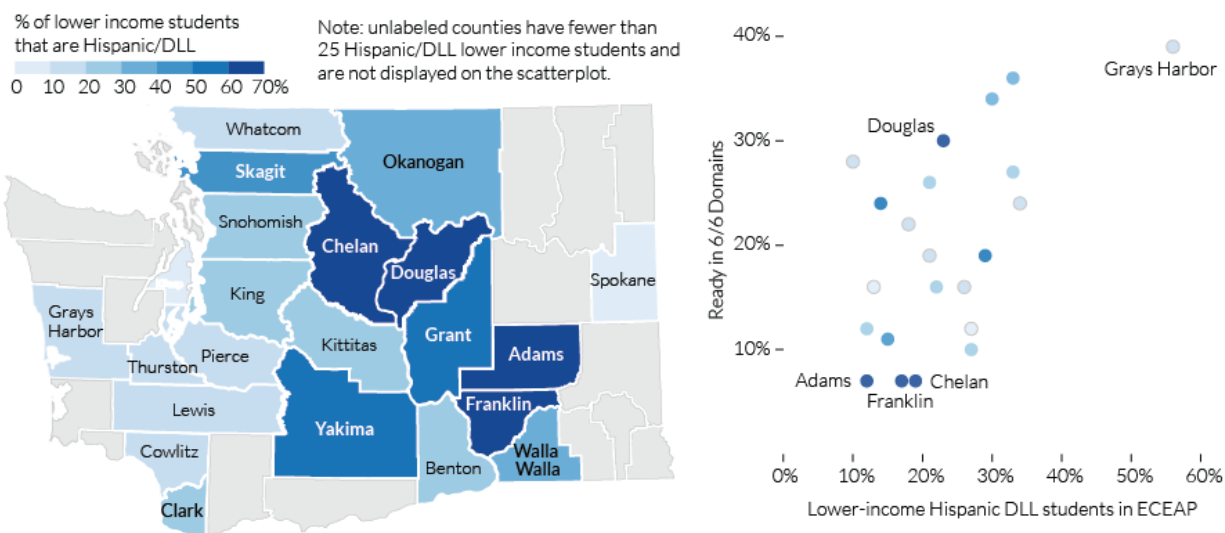 % of lower income students
that are Hispanic/DLL
0 10 20 30 40 50 60 70%
Note: unlabeled counties have fewer than
25 Hispanic/DLL lower income students and
are not displayed on the scatterplot.
Whatcom
Skagit
Okanogan
Snohomish
Chelan
Douglas
Spokane
King
Grays
Harbor
Grant
Kittitas
Adams
Pierce
Thurston
Franklin
Lewis
Yakima
Cowlitz
Walla
Walla
Benton
Clark
Ready in 6/6 Domains
40%
30%
20%
10%
Grays Harbor
Douglas
Adams
Chelan
Franklin
0% 10% 20% 30% 40% 50% 60%
Lower-income Hispanic DLL students in ECEAP